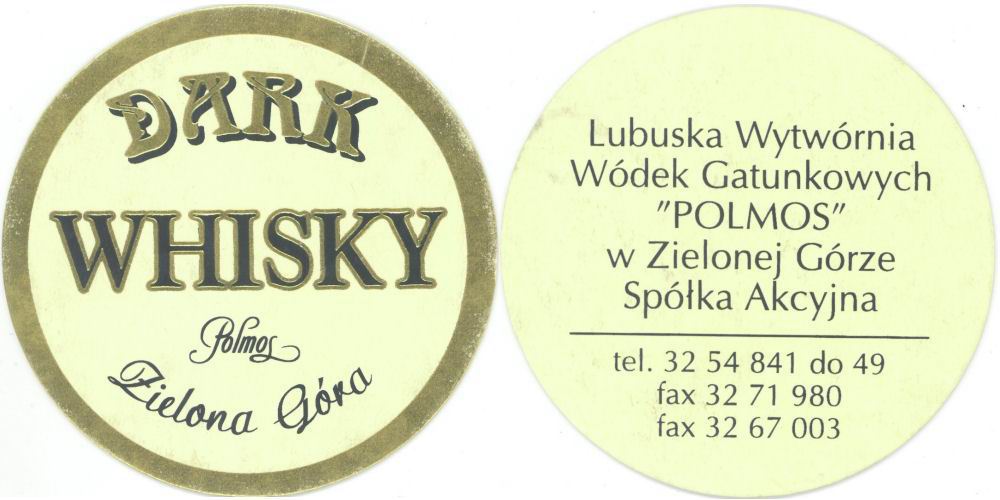 DARK
WHISKY
Polmos
Zielona Góra
Lubuska Wytwórnia
Wódek Gatunkowych
"POLMOS"
w Zielonej Górze
Spółka Akcyjna
tel. 32 54 841 do 49
fax 32 71 980
fax 32 67 003